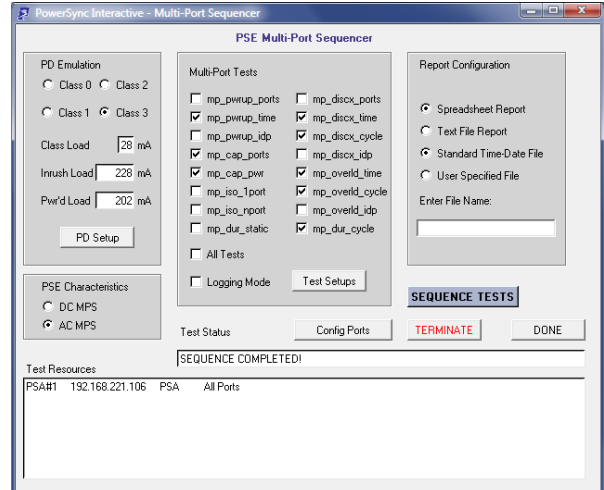 PowerSync Interactive - Multi-Port Sequencer
PSE Multi-Port Sequencer
PD Emulation
Class 0 Class 2
Class 1 Class 3
Class Load 28 mA
Inrush Load 228 mA
Pwr'd Load 202 mA
PD Setup
PSE Characteristics
DC MPS
AC MPS
Multi-Port Tests
mp_pwrup_ports mp_discx_ports
mp_pwrup_time mp_discx_time
mp_pwrup_idp mp_discx_cycle
mp_cap_ports mp_discx_idp
mp_cap_pwr mp_overld_time
mp_iso_1port mp_overld_cycle
mp_iso_nport mp_overld_idp
mp_dur_static mp_dur_cycle
All Tests
Logging Mode Test Setups
Report Configuration
Spreadsheet Report
Text File Report
Standard Time-Date File
User Specified File
Enter File Name:
SEQUENCE TESTS
Test Status Config Ports TERMINATE DONE
SEQUENCE COMPLETED!
Test Resources
PSA#1 192.168.221.106 PSA All Ports